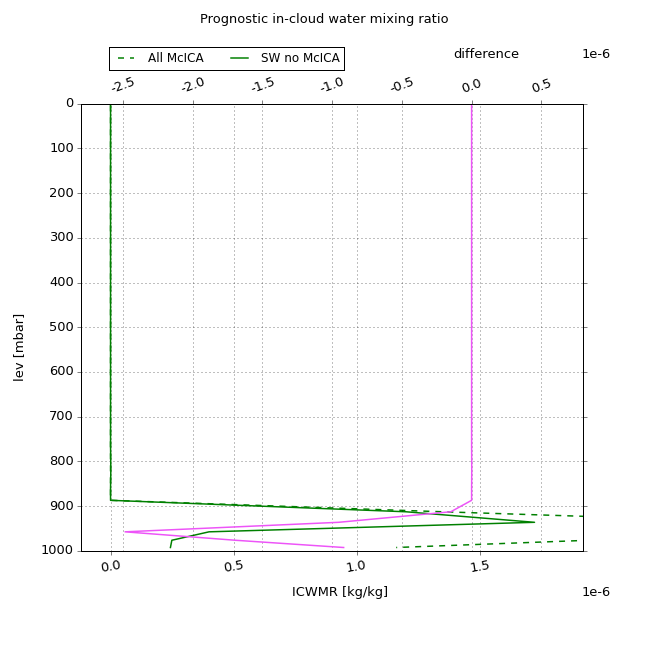 Prognostic in-cloud water mixing ratio
All McICA SW no McICA
difference 1e-6
-2.5 -2.0 -1.5 -1.0 -0.5 0.0 0.5
0
100
200
300
400
500
600
700
800
900
1000
lev [mbar]
0.0 0.5 1.0 1.5
ICWMR [kg/kg]
1e-6